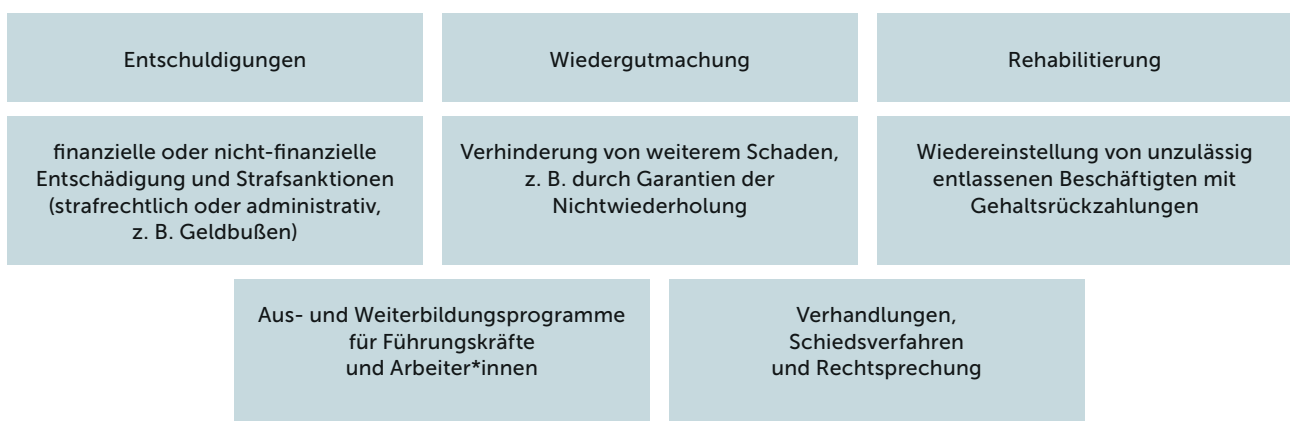 Entschuldigungen
Wiedergutmachung
Rehabilitierung
finanzielle oder nicht-finanzielle
Entschädigung und Strafsanktionen
(strafrechtlich oder administrativ,
z. B. Geldbußen)
Verhinderung von weiterem Schaden,
z. B. durch Garantien der
Nichtwiederholung
Wiedereinstellung von unzulässig
entlassenen Beschäftigten mit
Gehaltsrückzahlungen
Aus- und Weiterbildungsprogramme
für Führungskräfte
und Arbeiter*innen
Verhandlungen,
Schiedsverfahren
und Rechtsprechung